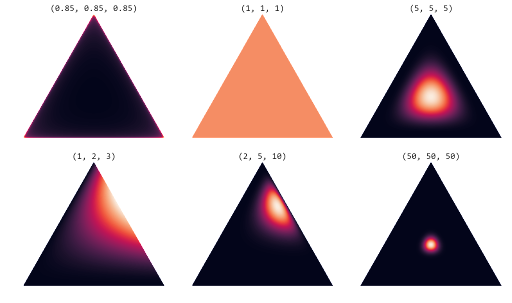 (0.85, 0.85, 0.85)
(1, 1, 1)
(5, 5, 5)
(1, 2, 3)
(2, 5, 10)
(50, 50, 50)